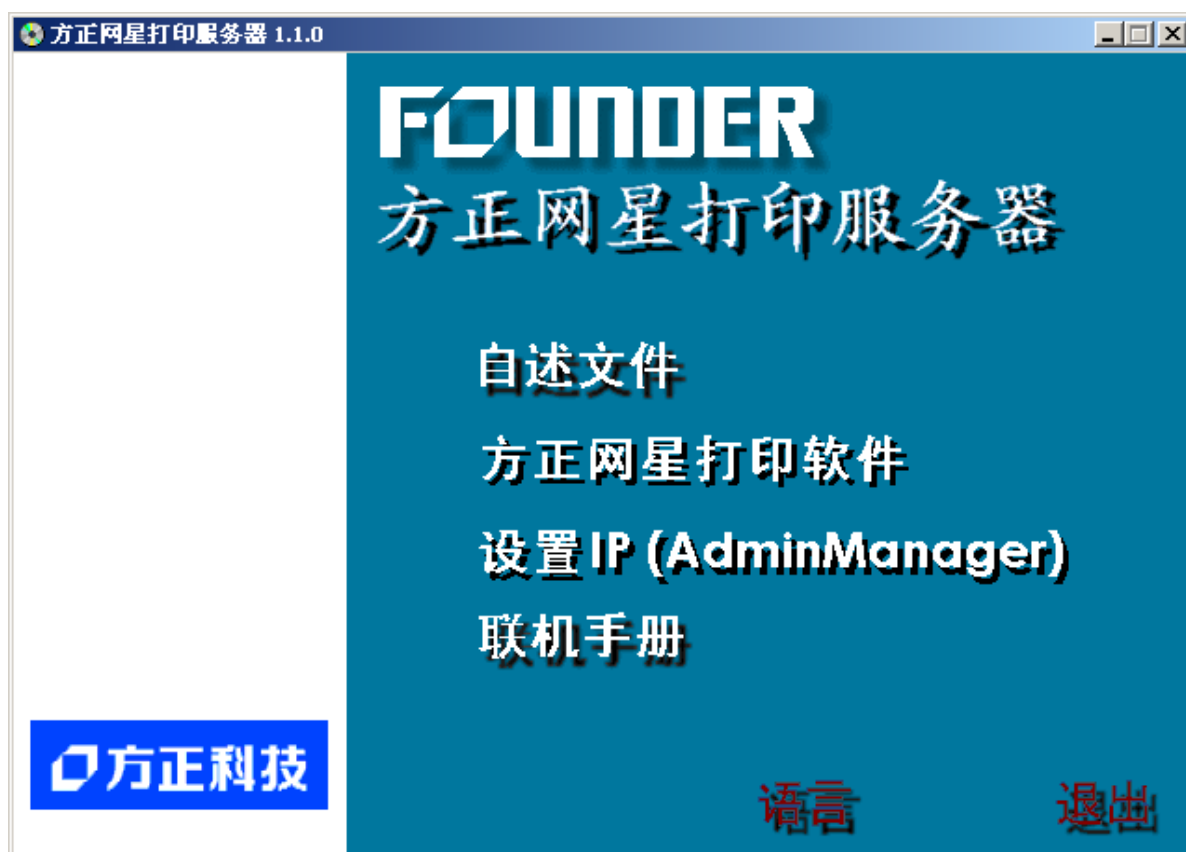 方正网星打印服务器 1.1.0
FOUNDER
方正网星打印服务器
自述文件
方正网星打印软件
设置IP (AdminManager)
联机手册
方正科技
语言 退出